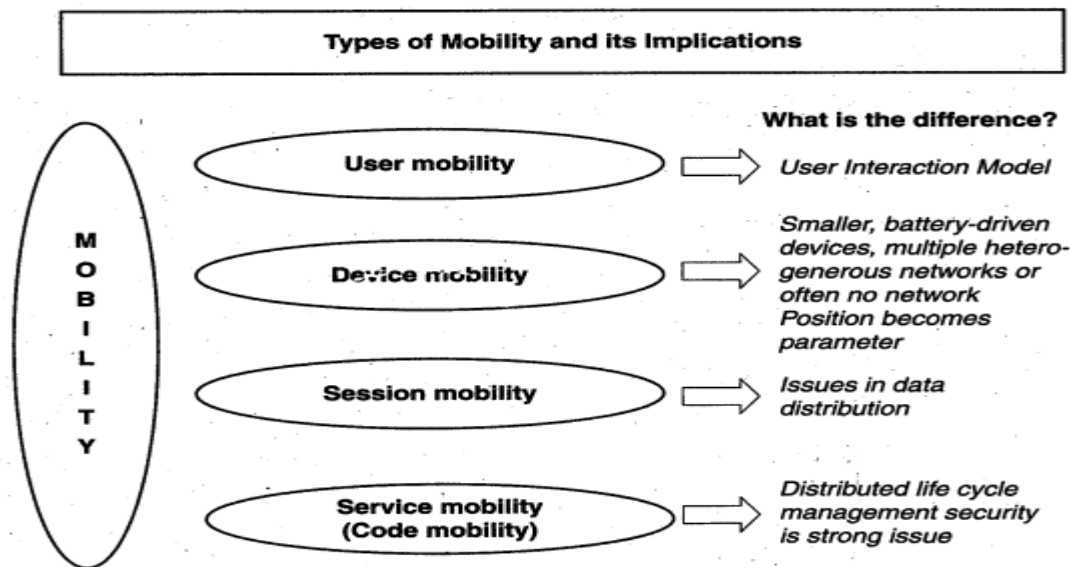 Types of Mobility and its Implications
What is the difference?
MOBILITY
User mobility
User Interaction Model
Device mobility
Smaller, battery-driven
devices, multiple hetero-
generous networks or
often no network
Position becomes
parameter
Session mobility
Issues in data
distribution
Service mobility
(Code mobility)
Distributed life cycle
management security
is strong issue